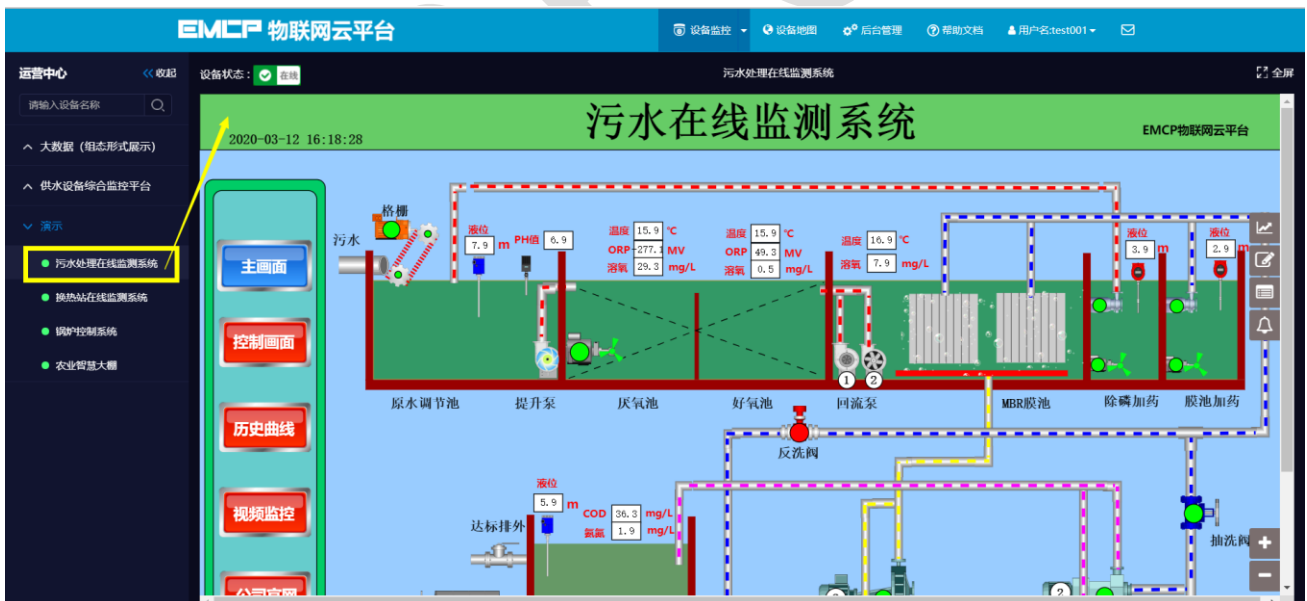 EMCP 物联网云平台
设备监控 设备地图 后台管理 帮助文档 用户名:test001
运营中心 收起 设备状态： 在线 污水处理在线监测系统 全屏
请输入设备名称
大数据（组态形式展示）
供水设备综合监控平台
演示
污水处理在线监测系统
换热站在线监测系统
锅炉控制系统
农业智慧大棚
2020-03-12 16:18:28 污水在线监测系统 EMCP物联网云平台
主画面
控制画面
历史曲线
视频监控
公司官网
格栅
污水
液位
7.9 m
PH值 6.9
温度 15.9 ℃
ORP -277.1 MV
溶氧 29.3 mg/L
温度 15.9 ℃
ORP 49.3 MV
溶氧 0.5 mg/L
温度 16.9 ℃
溶氧 7.9 mg/L
液位
3.9 m
液位
2.9 m
1 2
原水调节池 提升泵 厌氧池 好氧池 回流泵 MBR膜池 除磷加药 膜池加药
反洗阀
液位
5.9 m
COD 36.3 mg/L
氨氮 1.9 mg/L
达标排外
抽洗阀
2